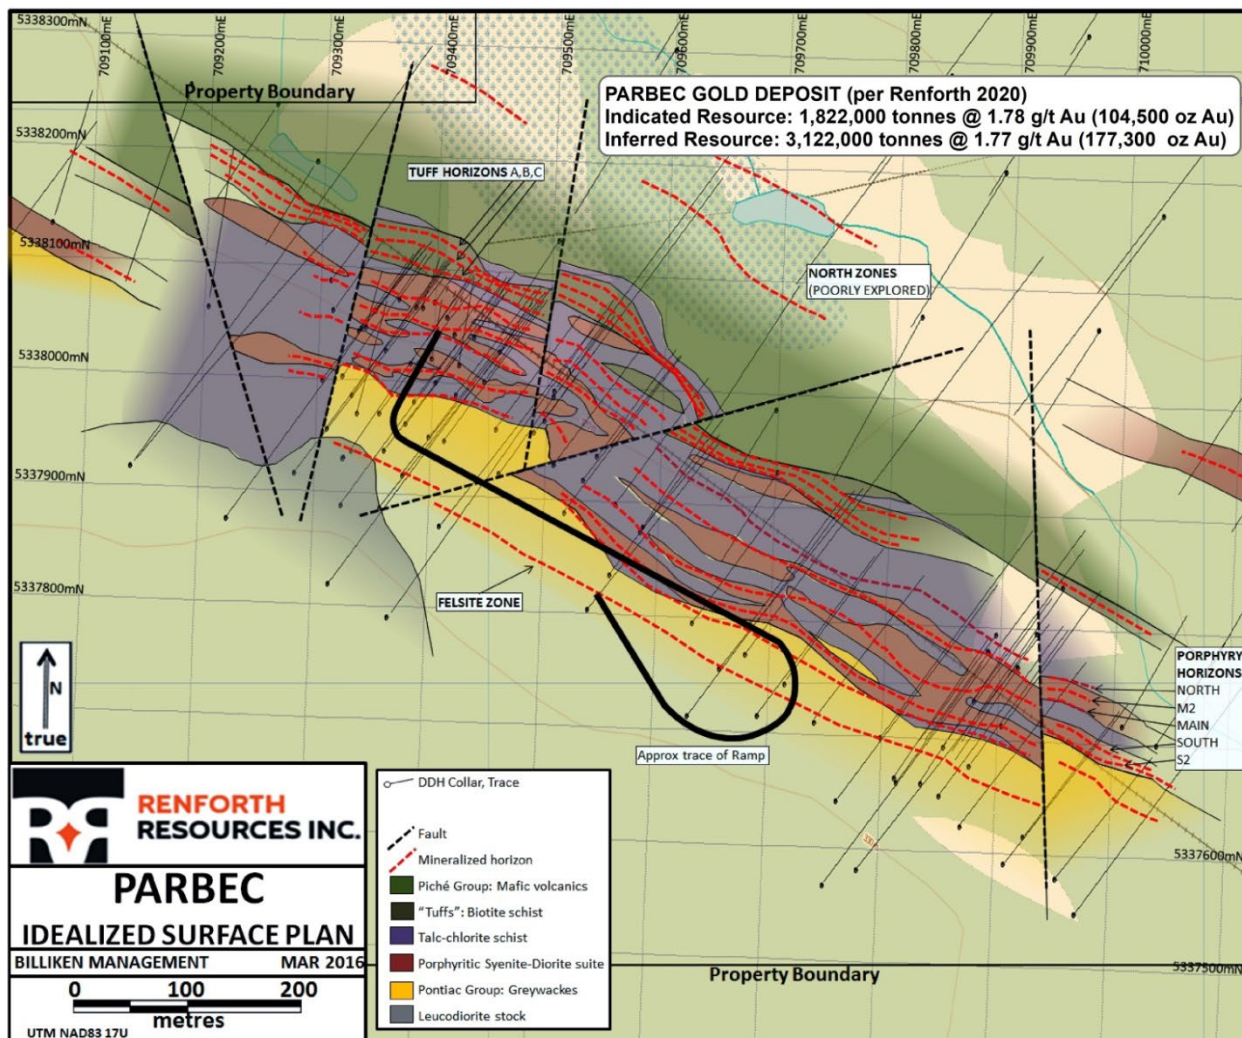 5338300mN
709100mE
709200mE
709300mE
709400mE
709500mE
709600mE
709700mE
709800mE
709900mE
710000mE
Property Boundary
PARBEC GOLD DEPOSIT (per Renforth 2020)
Indicated Resource: 1,822,000 tonnes @ 1.78 g/t Au (104,500 oz Au)
Inferred Resource: 3,122,000 tonnes @ 1.77 g/t Au (177,300 oz Au)
5338200mN
TUFF HORIZONS A,B,C
5338100mN
NORTH ZONES
(POORLY EXPLORED)
5338000mN
5337900mN
5337800mN
FELSITE ZONE
PORPHYRY
HORIZONS
NORTH
M2
MAIN
SOUTH
S2
N
true
Approx trace of Ramp
5337600mN
5337500mN
Property Boundary
RENFORTH
RESOURCES INC.
PARBEC
IDEALIZED SURFACE PLAN
BILLIKEN MANAGEMENT MAR 2016
0 100 200
metres
UTM NAD83 17U
DDH Collar, Trace
Fault
Mineralized horizon
Piché Group: Mafic volcanics
"Tuffs": Biotite schist
Talc-chlorite schist
Porphyritic Syenite-Diorite suite
Pontiac Group: Greywackes
Leucodiorite stock